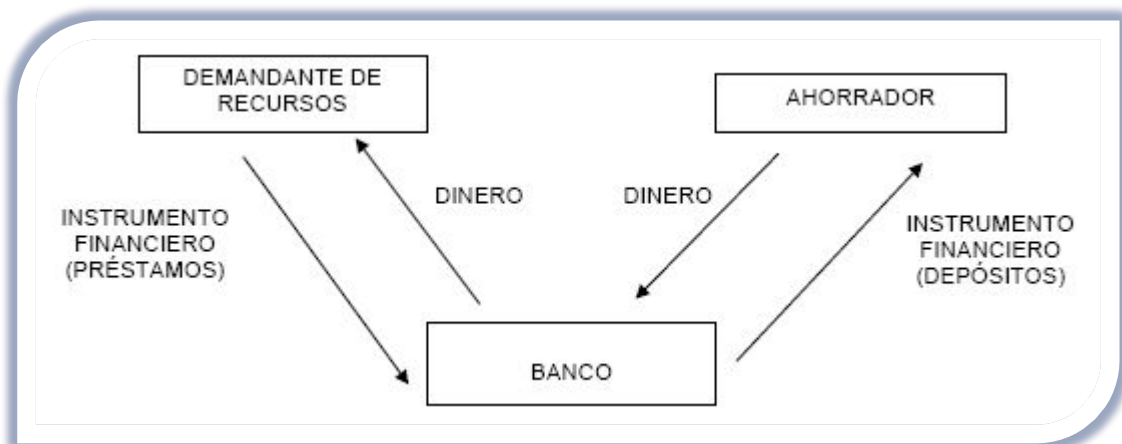 DEMANDANTE DE
RECURSOS
AHORRADOR
DINERO
DINERO
INSTRUMENTO
FINANCIERO
(PRÉSTAMOS)
INSTRUMENTO
FINANCIERO
(DEPÓSITOS)
BANCO